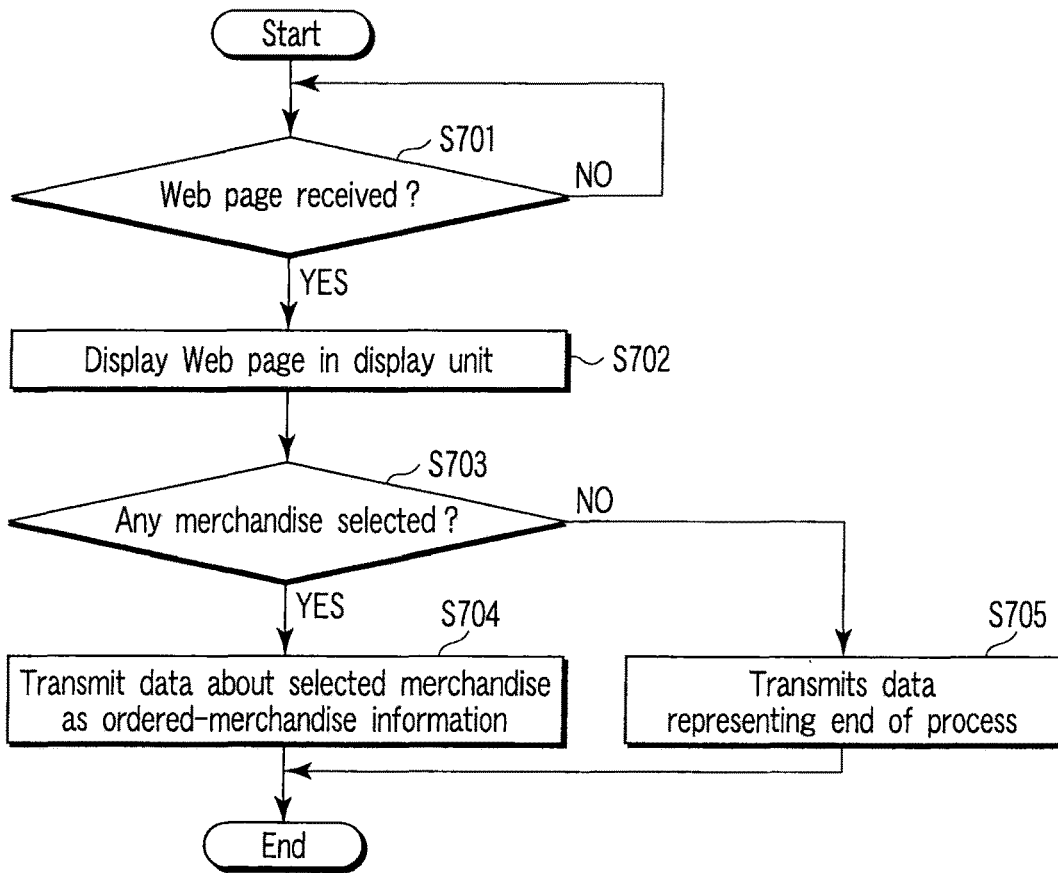 Start
S701
Web page received?
NO
YES
Display Web page in display unit
S702
S703
Any merchandise selected?
NO
YES
S704
Transmit data about selected merchandise
as ordered-merchandise information
S705
Transmits data
representing end of process
End